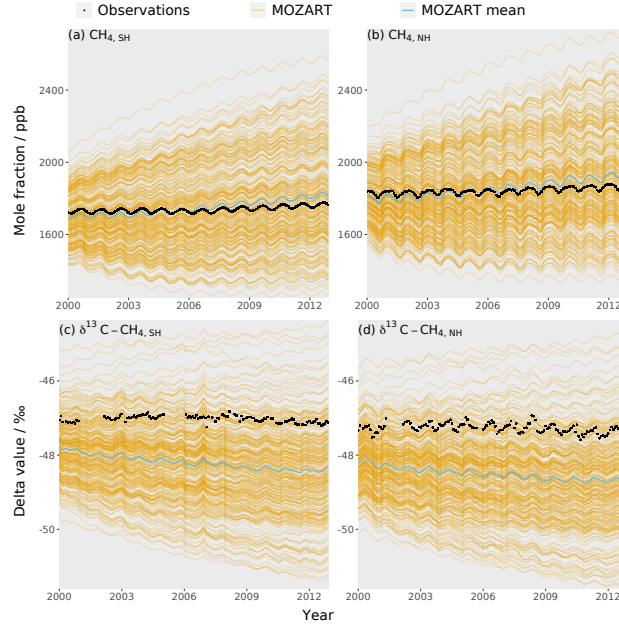 Observations MOZART MOZART mean
(a) CH4, SH (b) CH4, NH
Mole fraction / ppb
2400 2400
2000 2000
1600 1600
2000 2003 2006 2009 2012 2000 2003 2006 2009 2012
(c) δ13 C − CH4, SH (d) δ13 C − CH4, NH
Delta value / ‰
-46 -46
-48 -48
-50 -50
2000 2003 2006 2009 2012 2000 2003 2006 2009 2012
Year